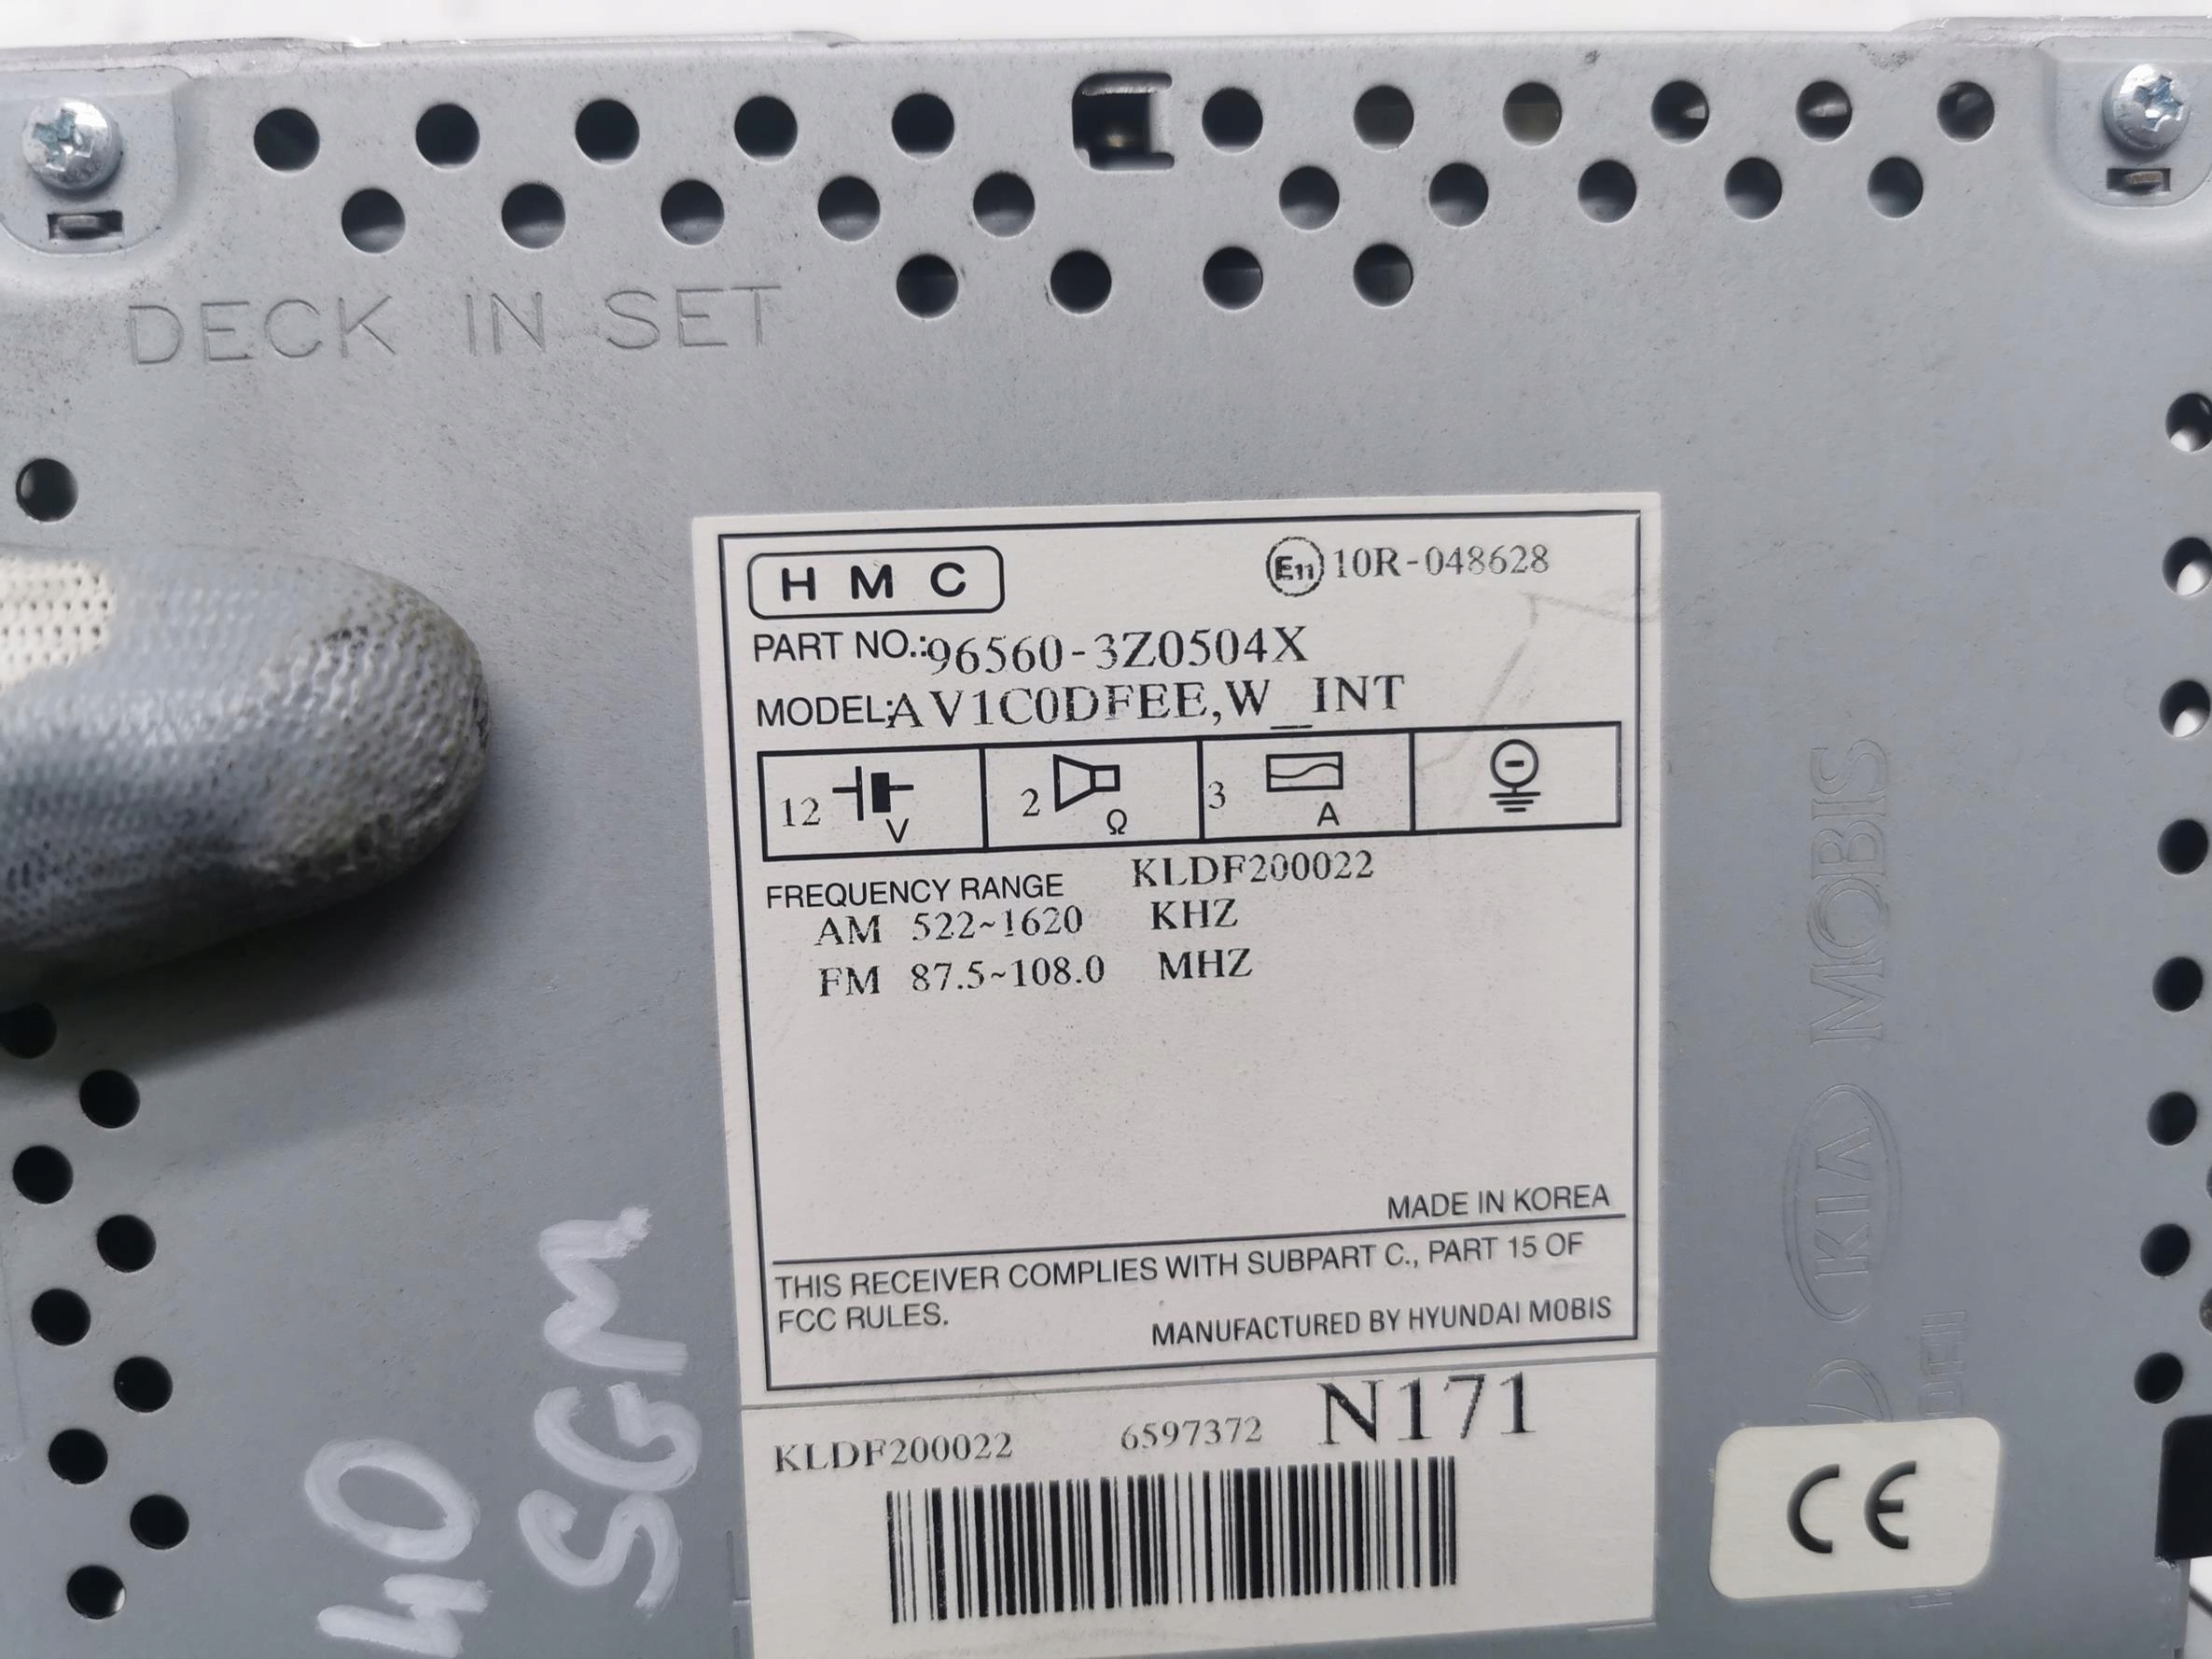 DECK IN SET
HMC
E11 10R-048628
PART NO.:96560-3Z0504X
MODEL:AV1C0DFEE,W_INT
12 V 2 Ω 3 A
FREQUENCY RANGE KLDF200022
AM 522~1620 KHZ
FM 87.5~108.0 MHZ
MADE IN KOREA
THIS RECEIVER COMPLIES WITH SUBPART C., PART 15 OF
FCC RULES.
MANUFACTURED BY HYUNDAI MOBIS
KLDF200022 6597372 N171
CE
MOBIS
KIA
SGM
40